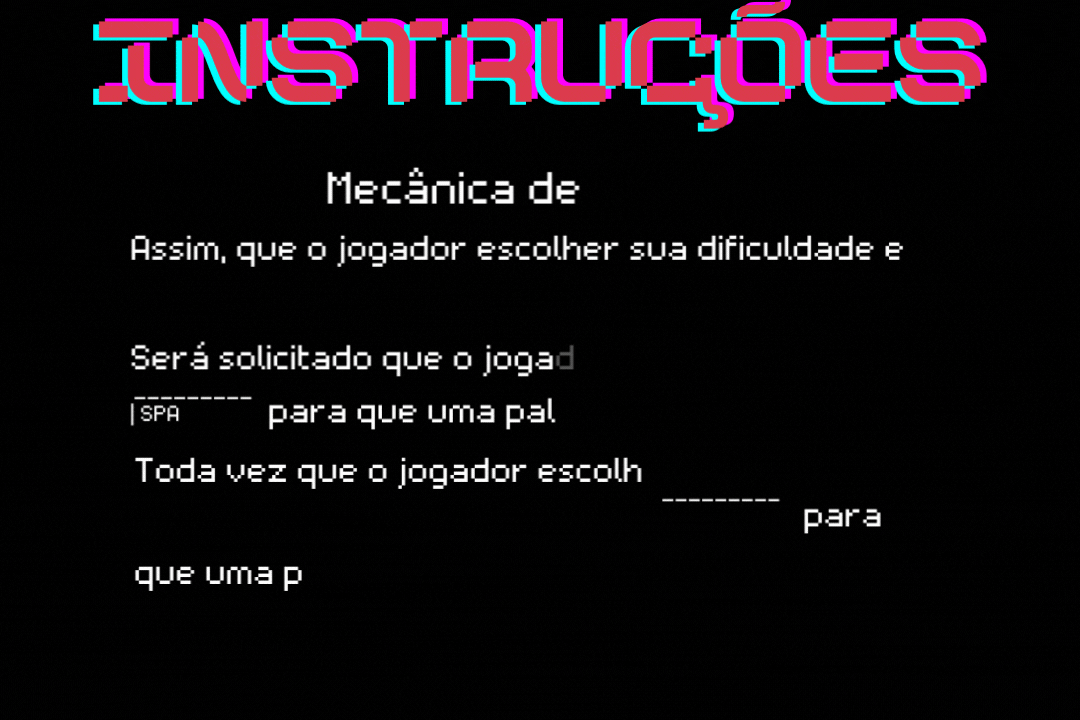 INSTRUÇÕES
Mecânica de
Assim, que o jogador escolher sua dificuldade e
Será solicitado que o jogad
---------
|SPA para que uma pal
Toda vez que o jogador escolh
---------
para
que uma p